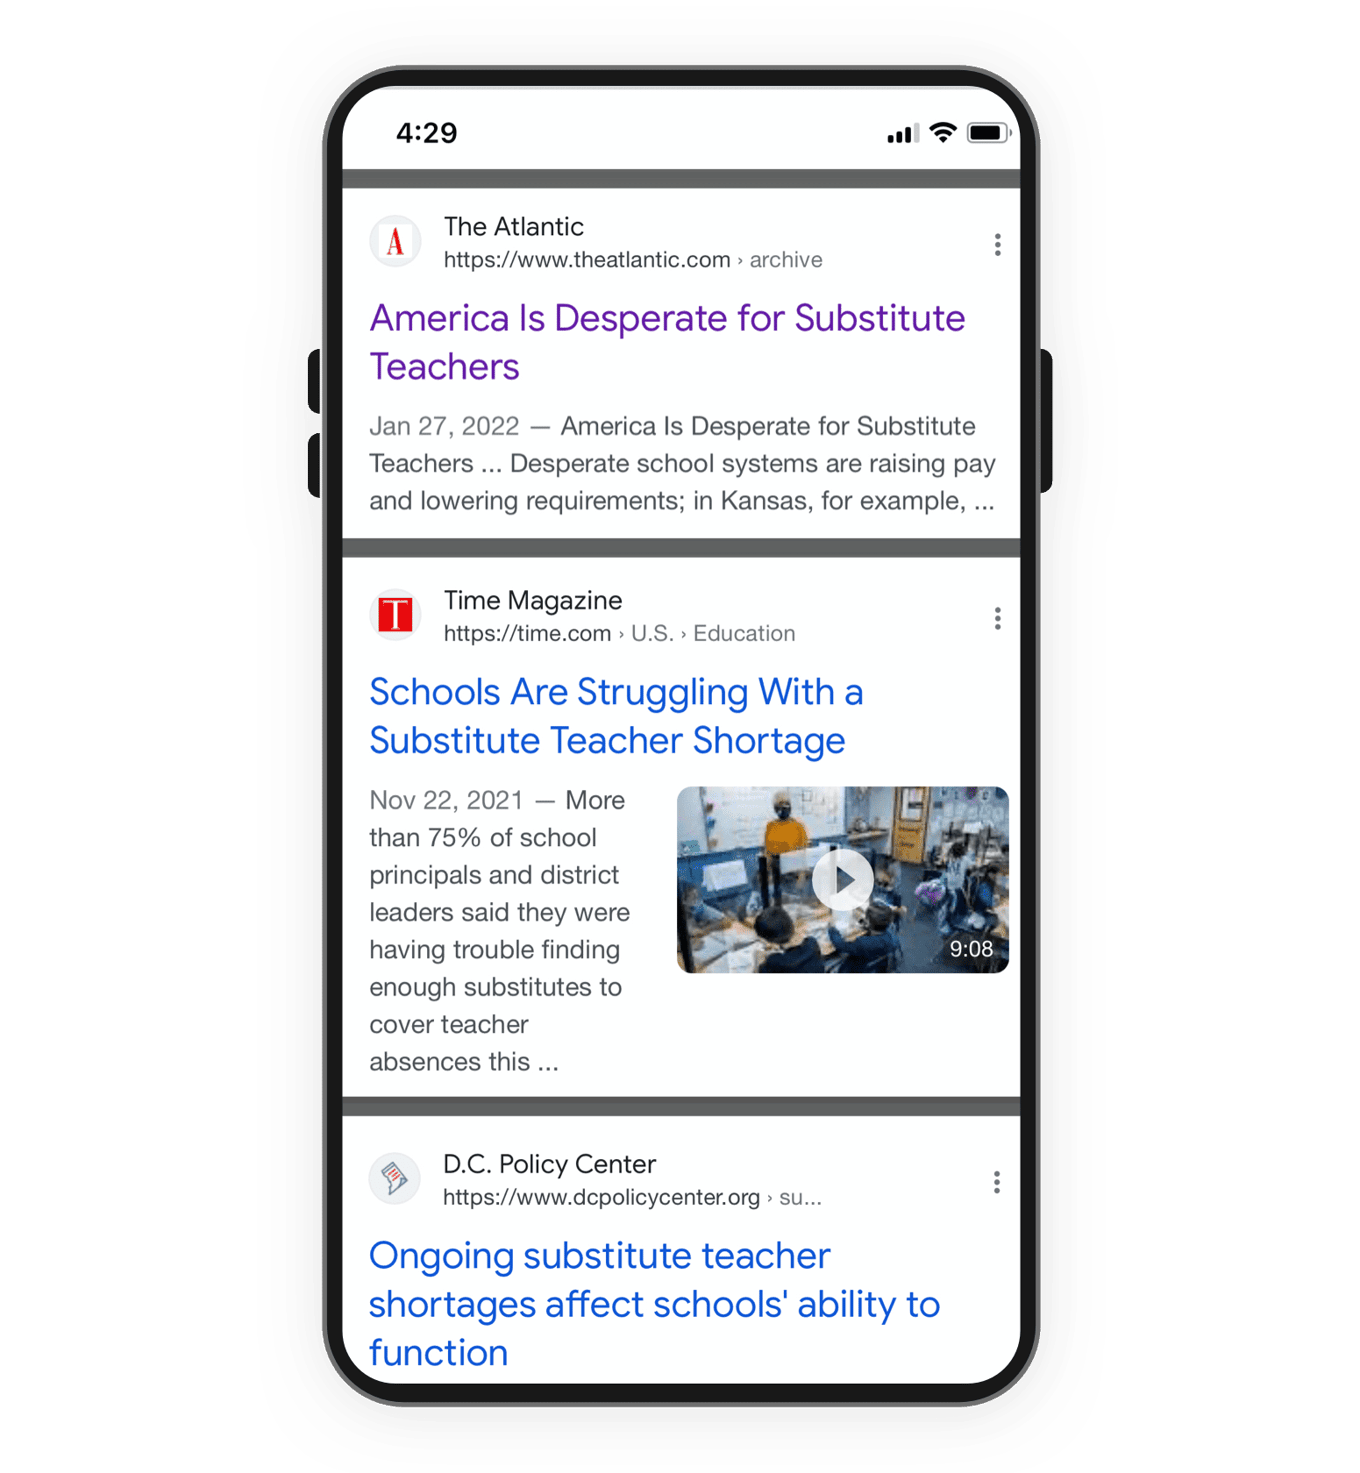 4:29
A
The Atlantic
https://www.theatlantic.com › archive
America Is Desperate for Substitute
Teachers
Jan 27, 2022 — America Is Desperate for Substitute
Teachers ... Desperate school systems are raising pay
and lowering requirements; in Kansas, for example, ...
T
Time Magazine
https://time.com › U.S. › Education
Schools Are Struggling With a
Substitute Teacher Shortage
Nov 22, 2021 — More
than 75% of school
principals and district
leaders said they were
having trouble finding
enough substitutes to
cover teacher
absences this ...
9:08
D.C. Policy Center
https://www.dcpolicycenter.org › su...
Ongoing substitute teacher
shortages affect schools' ability to
function